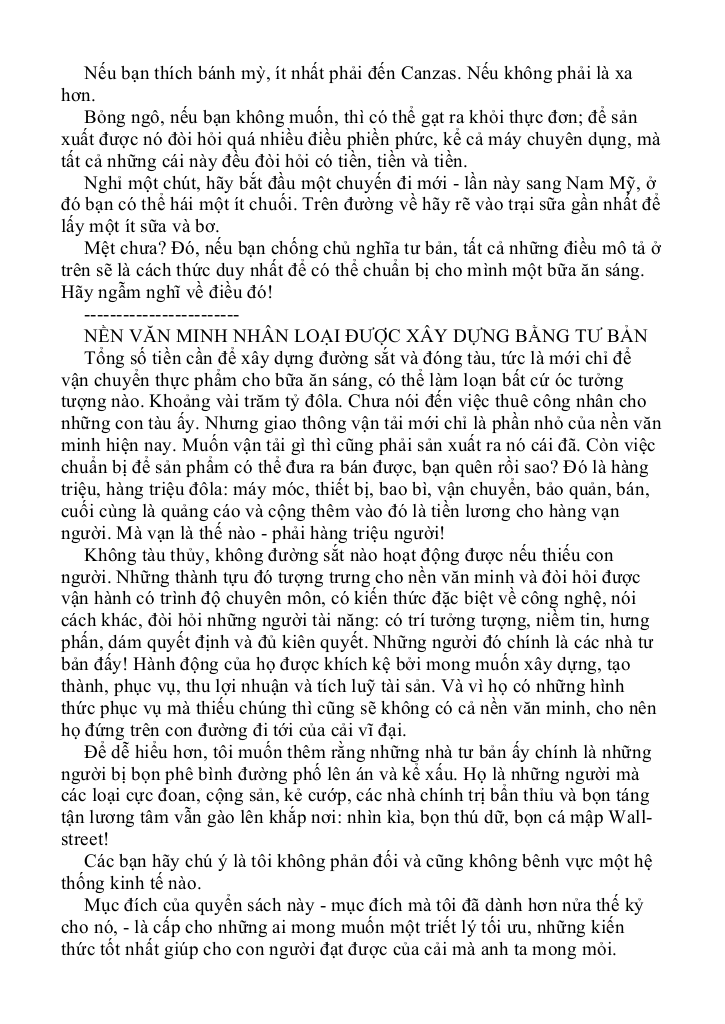 Nếu bạn thích bánh mỳ, ít nhất phải đến Canzas. Nếu không phải là xa
hơn.
Bỏng ngô, nếu bạn không muốn, thì có thể gạt ra khỏi thực đơn; để sản
xuất được nó đòi hỏi quá nhiều điều phiền phức, kể cả máy chuyên dụng, mà
tất cả những cái này đều đòi hỏi có tiền, tiền và tiền.
Nghỉ một chút, hãy bắt đầu một chuyến đi mới - lần này sang Nam Mỹ, ở
đó bạn có thể hái một ít chuối. Trên đường về hãy rẽ vào trại sữa gần nhất để
lấy một ít sữa và bơ.
Mệt chưa? Đó, nếu bạn chống chủ nghĩa tư bản, tất cả những điều mô tả ở
trên sẽ là cách thức duy nhất để có thể chuẩn bị cho mình một bữa ăn sáng.
Hãy ngẫm nghĩ về điều đó!
------------------------
NỀN VĂN MINH NHÂN LOẠI ĐƯỢC XÂY DỰNG BẰNG TƯ BẢN
Tổng số tiền cần để xây dựng đường sắt và đóng tàu, tức là mới chỉ để
vận chuyển thực phẩm cho bữa ăn sáng, có thể làm loạn bất cứ óc tưởng
tượng nào. Khoảng vài trăm tỷ đôla. Chưa nói đến việc thuê công nhân cho
những con tàu ấy. Nhưng giao thông vận tải mới chỉ là phần nhỏ của nền văn
minh hiện nay. Muốn vận tải gì thì cũng phải sản xuất ra nó cái đã. Còn việc
chuẩn bị để sản phẩm có thể đưa ra bán được, bạn quên rồi sao? Đó là hàng
triệu, hàng triệu đôla: máy móc, thiết bị, bao bì, vận chuyển, bảo quản, bán,
cuối cùng là quảng cáo và cộng thêm vào đó là tiền lương cho hàng vạn
người. Mà vạn là thế nào - phải hàng triệu người!
Không tàu thủy, không đường sắt nào hoạt động được nếu thiếu con
người. Những thành tựu đó tượng trưng cho nền văn minh và đòi hỏi được
vận hành có trình độ chuyên môn, có kiến thức đặc biệt về công nghệ, nói
cách khác, đòi hỏi những người tài năng: có trí tưởng tượng, niềm tin, hưng
phấn, dám quyết định và đủ kiên quyết. Những người đó chính là các nhà tư
bản đấy! Hành động của họ được khích kệ bởi mong muốn xây dựng, tạo
thành, phục vụ, thu lợi nhuận và tích luỹ tài sản. Và vì họ có những hình
thức phục vụ mà thiếu chúng thì cũng sẽ không có cả nền văn minh, cho nên
họ đứng trên con đường đi tới của cải vĩ đại.
Để dễ hiểu hơn, tôi muốn thêm rằng những nhà tư bản ấy chính là những
người bị bọn phê bình đường phố lên án và kể xấu. Họ là những người mà
các loại cực đoan, cộng sản, kẻ cướp, các nhà chính trị bẩn thỉu và bọn táng
tận lương tâm vẫn gào lên khắp nơi: nhìn kìa, bọn thú dữ, bọn cá mập Wall-
street!
Các bạn hãy chú ý là tôi không phản đối và cũng không bênh vực một hệ
thống kinh tế nào.
Mục đích của quyển sách này - mục đích mà tôi đã dành hơn nửa thế kỷ
cho nó, - là cấp cho những ai mong muốn một triết lý tối ưu, những kiến
thức tốt nhất giúp cho con người đạt được của cải mà anh ta mong mỏi.